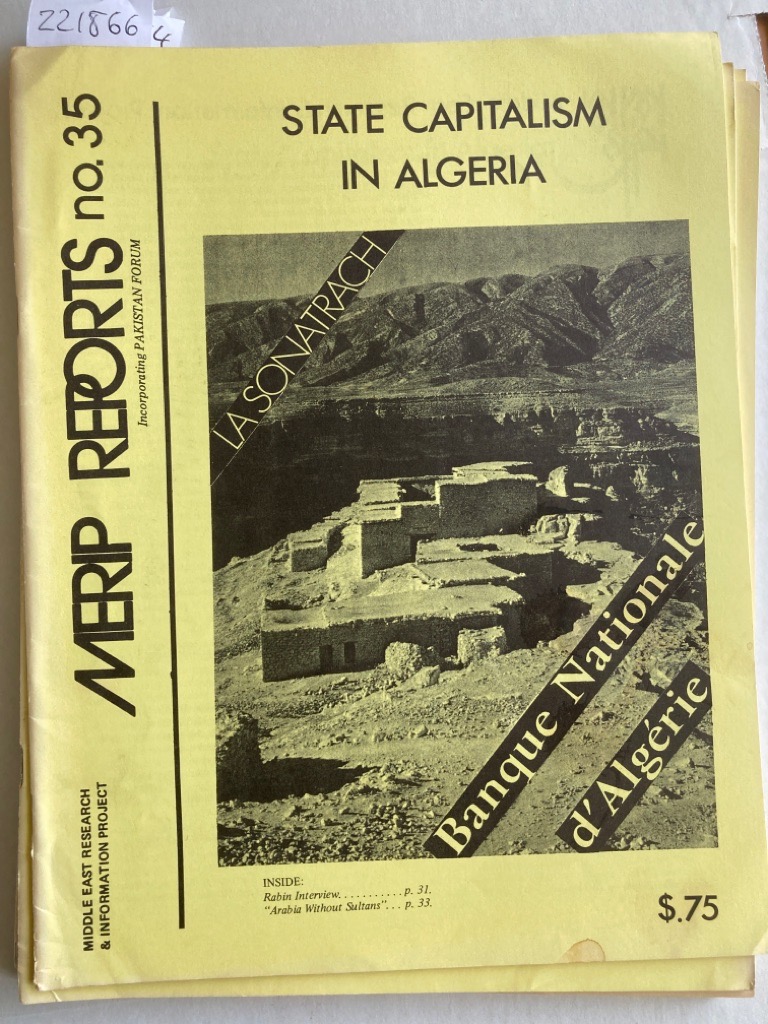 221866
4
MERIP REPORTS no. 35
Incorporating PAKISTAN FORUM
MIDDLE EAST RESEARCH
& INFORMATION PROJECT
STATE CAPITALISM
IN ALGERIA
LA SONATRACH
Banque Nationale
d'Algérie
INSIDE:
Rabin Interview. . . . . . . . . . . p. 31.
"Arabia Without Sultans". . . p. 33.
$.75